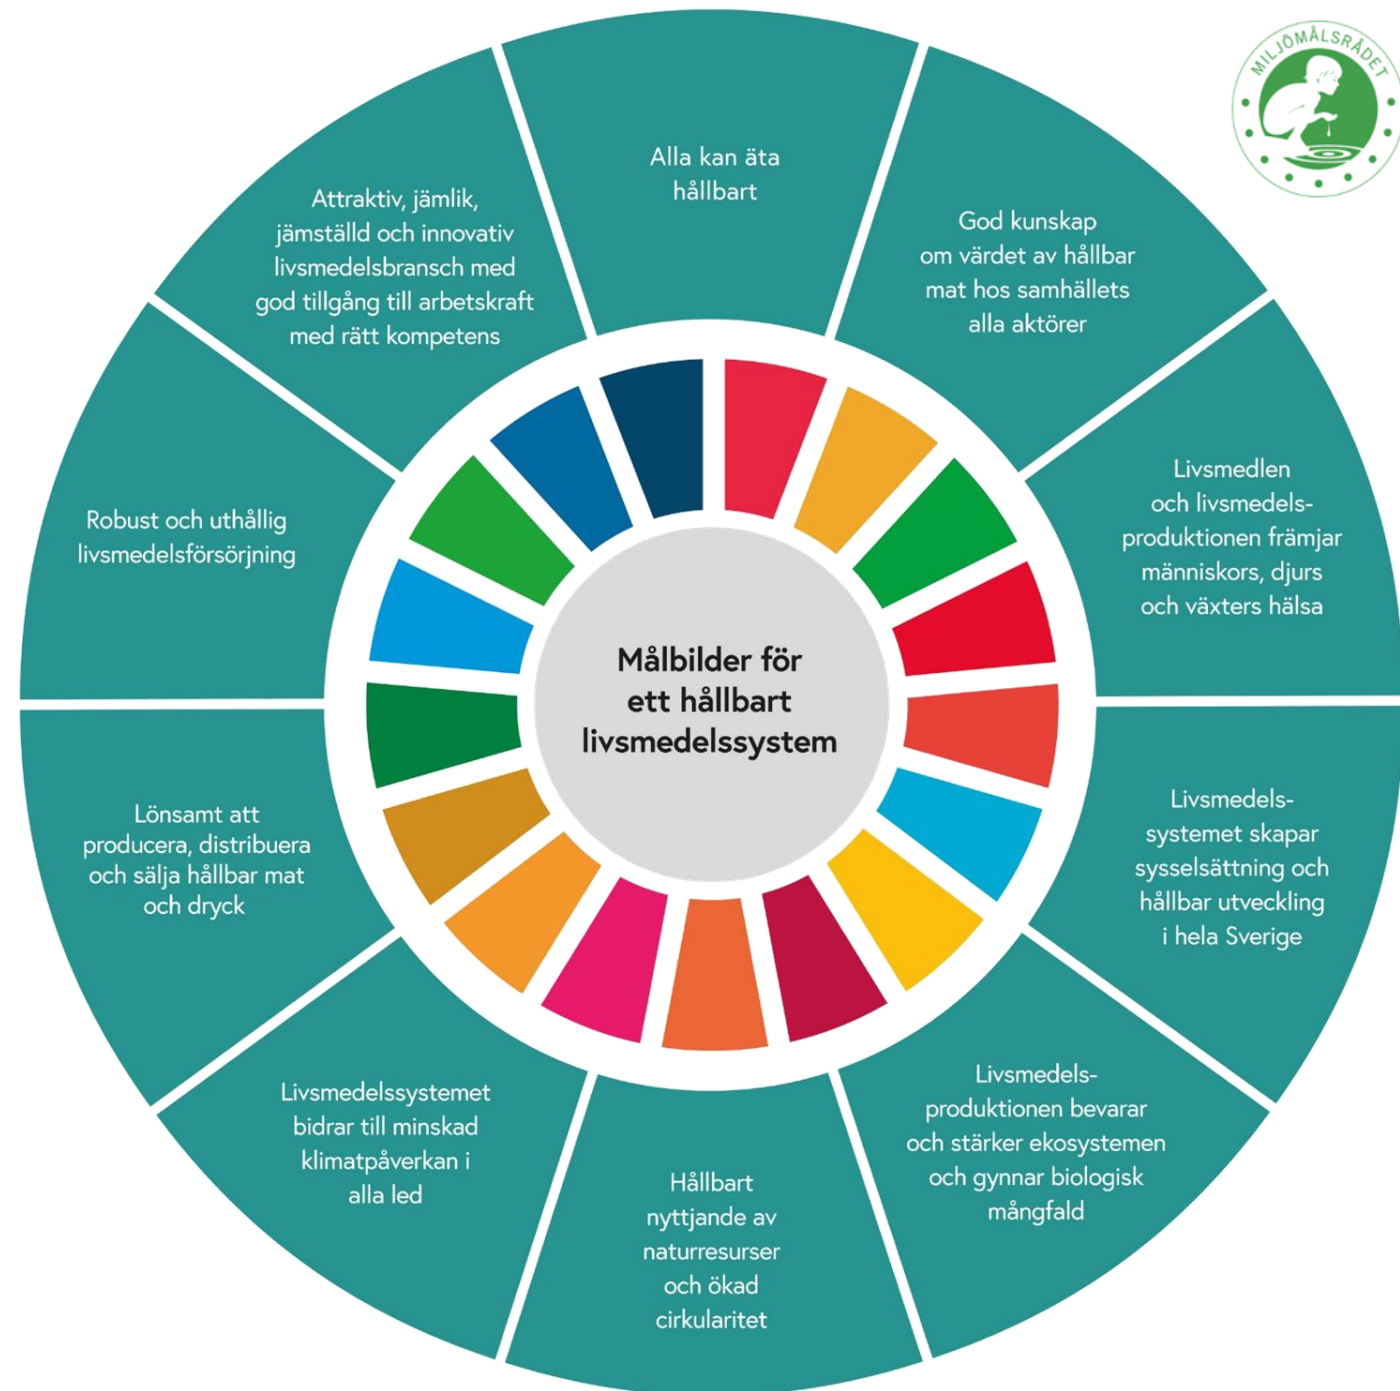 MILJÖMÅLSRÅDET
Alla kan äta
hållbart
God kunskap
om värdet av hållbar
mat hos samhällets
alla aktörer
Livsmedlen
och livsmedels-
produktionen främjar
människors, djurs
och växters hälsa
Livsmedels-
systemet skapar
sysselsättning och
hållbar utveckling
i hela Sverige
Livsmedels-
produktionen bevarar
och stärker ekosystemen
och gynnar biologisk
mångfald
Hållbart
nyttjande av
naturresurser
och ökad
cirkularitet
Livsmedelssystemet
bidrar till minskad
klimatpåverkan i
alla led
Lönsamt att
producera, distribuera
och sälja hållbar mat
och dryck
Robust och uthållig
livsmedelsförsörjning
Attraktiv, jämlik,
jämställd och innovativ
livsmedelsbransch med
god tillgång till arbetskraft
med rätt kompetens
Målbilder för
ett hållbart
livsmedelssystem